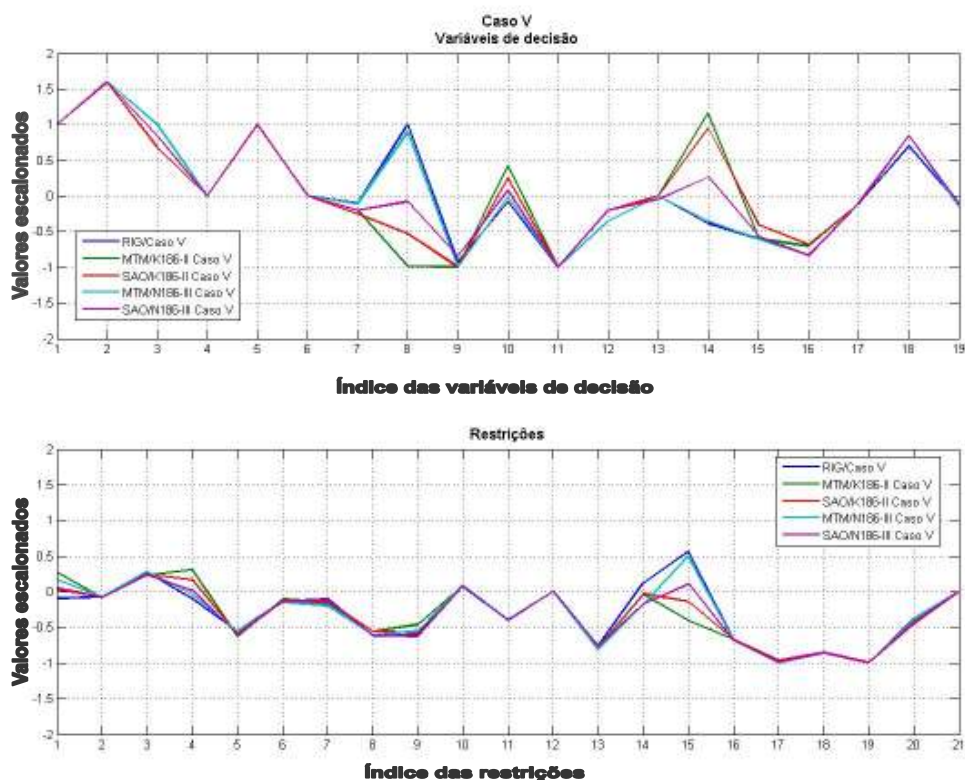 Caso V
Variáveis de decisão
Valores escalonados
2
1.5
1
0.5
0
-0.5
-1
-1.5
-2
RIG/Caso V
MTM/K186-II Caso V
SAO/K186-II Caso V
MTM/N186-III Caso V
SAO/N186-III Caso V
1 2 3 4 5 6 7 8 9 10 11 12 13 14 15 16 17 18 19
Índice das variáveis de decisão
Restrições
Valores escalonados
2
1.5
1
0.5
0
-0.5
-1
-1.5
-2
RIG/Caso V
MTM/K186-II Caso V
SAO/K186-II Caso V
MTM/N186-III Caso V
SAO/N186-III Caso V
1 2 3 4 5 6 7 8 9 10 11 12 13 14 15 16 17 18 19 20 21
Índice das restrições